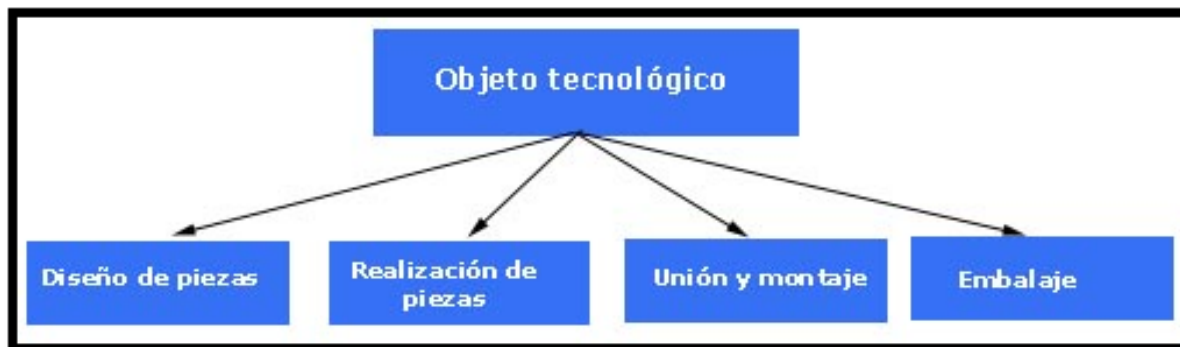 Objeto tecnológico
Diseño de piezas
Realización de
piezas
Unión y montaje
Embalaje